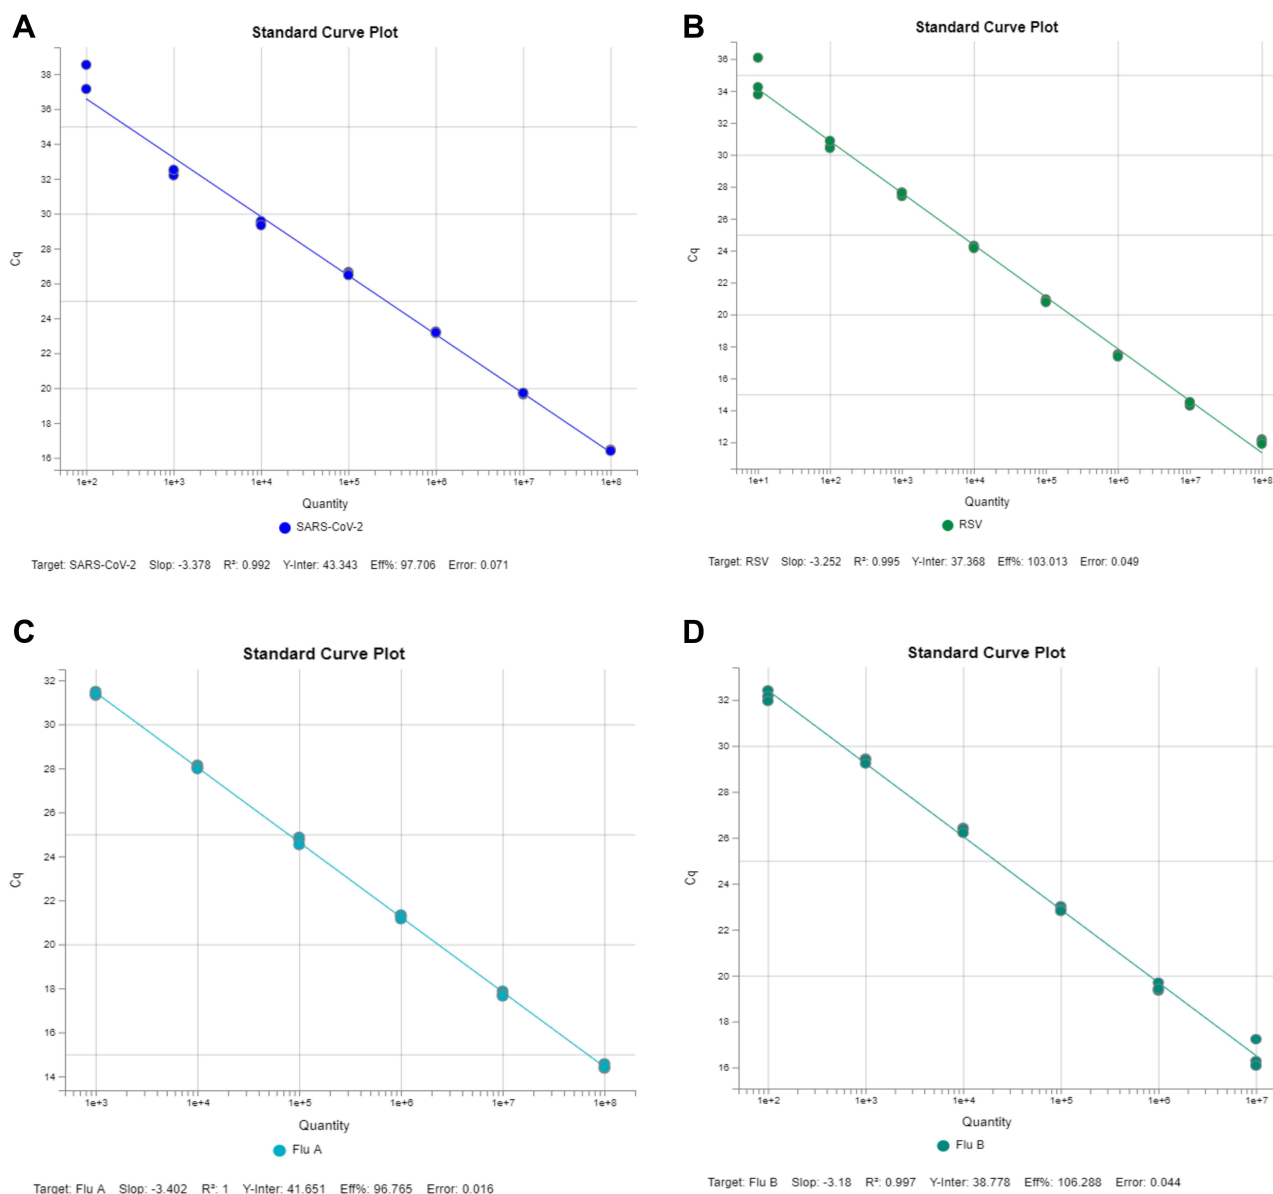 A
Standard Curve Plot
38
36
34
32
30
28
26
24
22
20
18
16
Cq
1e+2 1e+3 1e+4 1e+5 1e+6 1e+7 1e+8
Quantity
SARS-CoV-2
Target: SARS-CoV-2 Slop: -3.378 R²: 0.992 Y-Inter: 43.343 Eff%: 97.706 Error: 0.071
B
Standard Curve Plot
36
34
32
30
28
26
24
22
20
18
16
14
12
Cq
1e+1 1e+2 1e+3 1e+4 1e+5 1e+6 1e+7 1e+8
Quantity
RSV
Target: RSV Slop: -3.252 R²: 0.995 Y-Inter: 37.368 Eff%: 103.013 Error: 0.049
C
Standard Curve Plot
32
30
28
26
24
22
20
18
16
14
Cq
1e+3 1e+4 1e+5 1e+6 1e+7 1e+8
Quantity
Flu A
Target: Flu A Slop: -3.402 R²: 1 Y-Inter: 41.651 Eff%: 96.765 Error: 0.016
D
Standard Curve Plot
32
30
28
26
24
22
20
18
16
Cq
1e+2 1e+3 1e+4 1e+5 1e+6 1e+7
Quantity
Flu B
Target: Flu B Slop: -3.18 R²: 0.997 Y-Inter: 38.778 Eff%: 106.288 Error: 0.044